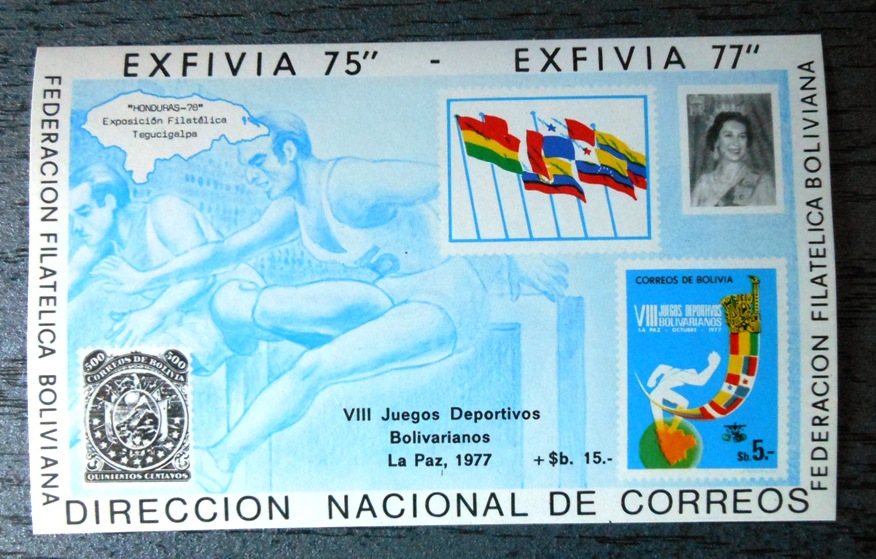 EXFIVIA 75" - EXFIVIA 77"
FEDERACION FILATELICA BOLIVIANA
"HONDURAS-78"
Exposición Filatélica
Tegucigalpa
CORREOS DE BOLIVIA
VIII JUEGOS DEPORTIVOS
BOLIVARIANOS
LA PAZ - OCTUBRE - 1977
$b. 5.-
500 500
CORREOS DE BOLIVIA
QUINIENTOS CENTAVOS
VIII Juegos Deportivos
Bolivarianos
La Paz, 1977 +$b. 15.-
FEDERACION FILATELICA BOLIVIANA
DIRECCION NACIONAL DE CORREOS